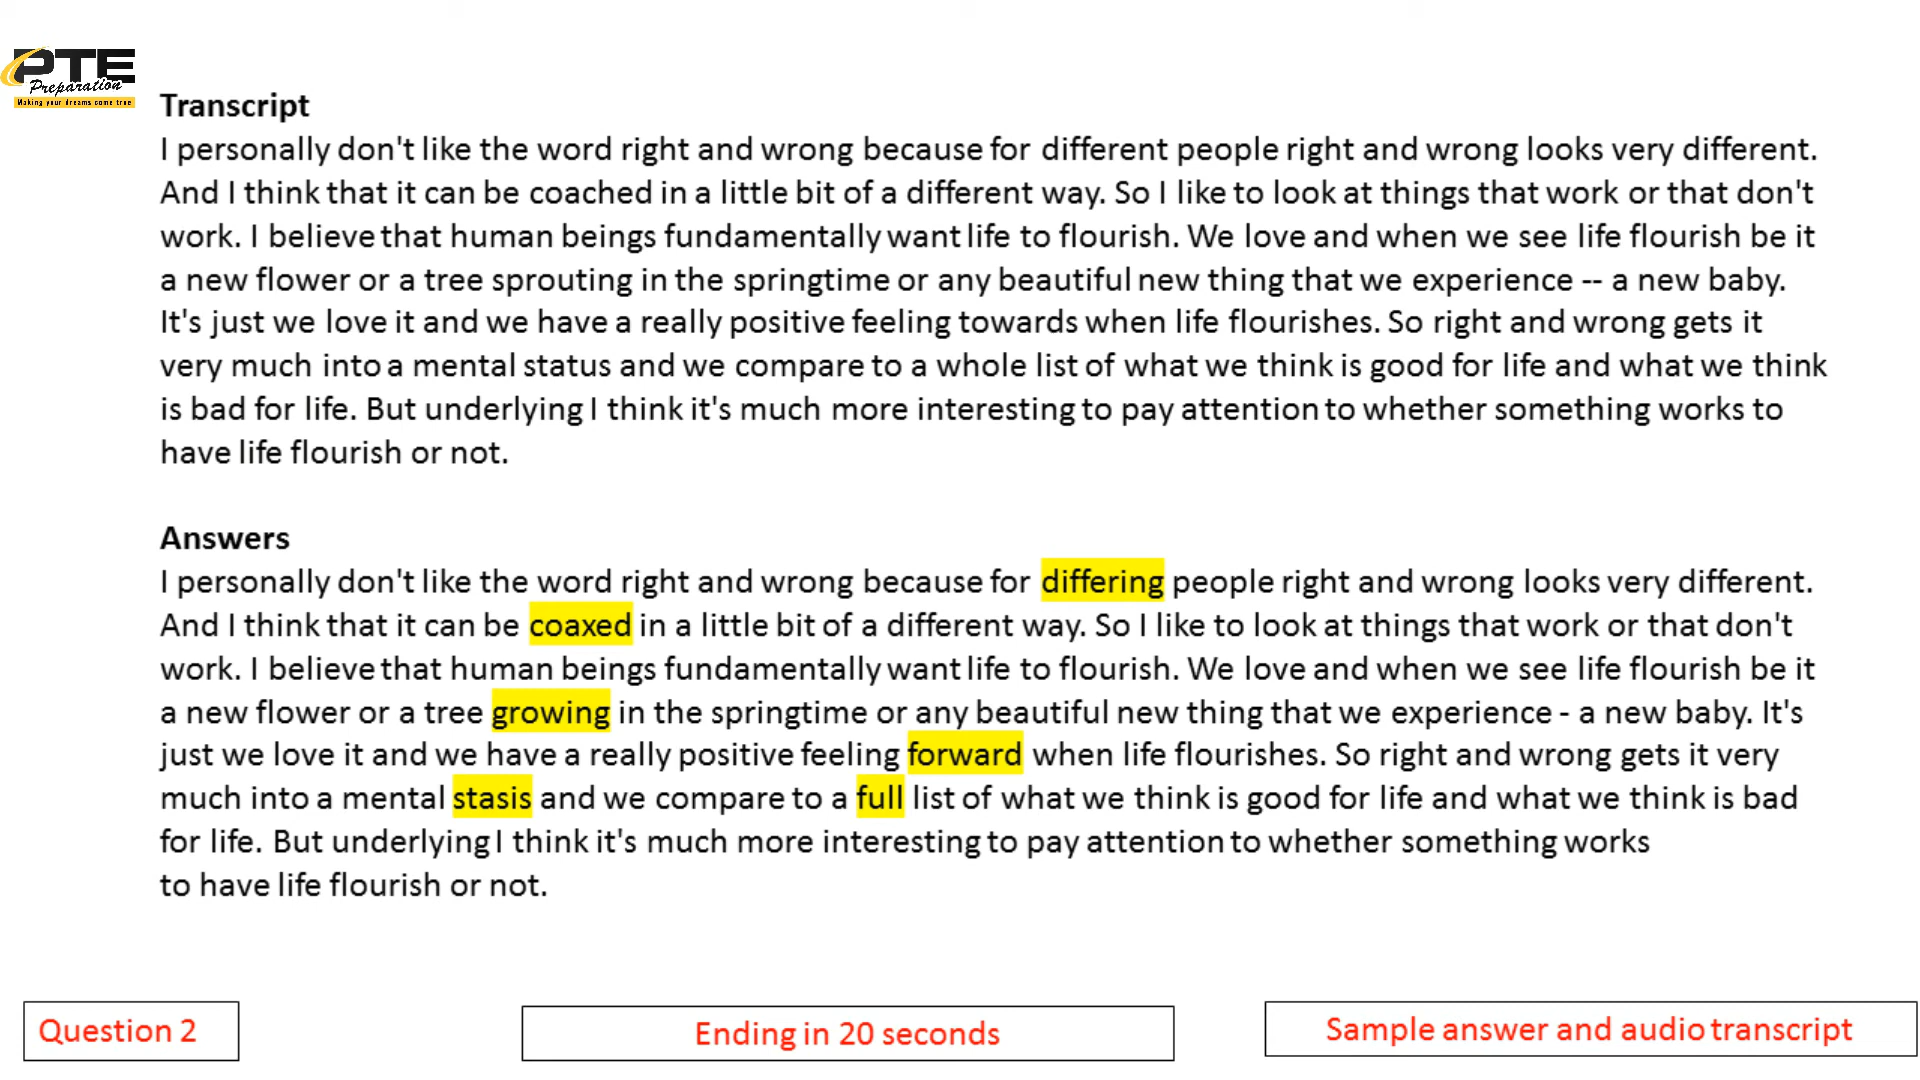 PTE
Preparation
Making your dreams come true
Transcript
I personally don't like the word right and wrong because for different people right and wrong looks very different.
And I think that it can be coached in a little bit of a different way. So I like to look at things that work or that don't
work. I believe that human beings fundamentally want life to flourish. We love and when we see life flourish be it
a new flower or a tree sprouting in the springtime or any beautiful new thing that we experience -- a new baby.
It's just we love it and we have a really positive feeling towards when life flourishes. So right and wrong gets it
very much into a mental status and we compare to a whole list of what we think is good for life and what we think
is bad for life. But underlying I think it's much more interesting to pay attention to whether something works to
have life flourish or not.
Answers
I personally don't like the word right and wrong because for differing people right and wrong looks very different.
And I think that it can be coaxed in a little bit of a different way. So I like to look at things that work or that don't
work. I believe that human beings fundamentally want life to flourish. We love and when we see life flourish be it
a new flower or a tree growing in the springtime or any beautiful new thing that we experience - a new baby. It's
just we love it and we have a really positive feeling forward when life flourishes. So right and wrong gets it very
much into a mental stasis and we compare to a full list of what we think is good for life and what we think is bad
for life. But underlying I think it's much more interesting to pay attention to whether something works
to have life flourish or not.
Question 2
Ending in 20 seconds
Sample answer and audio transcript